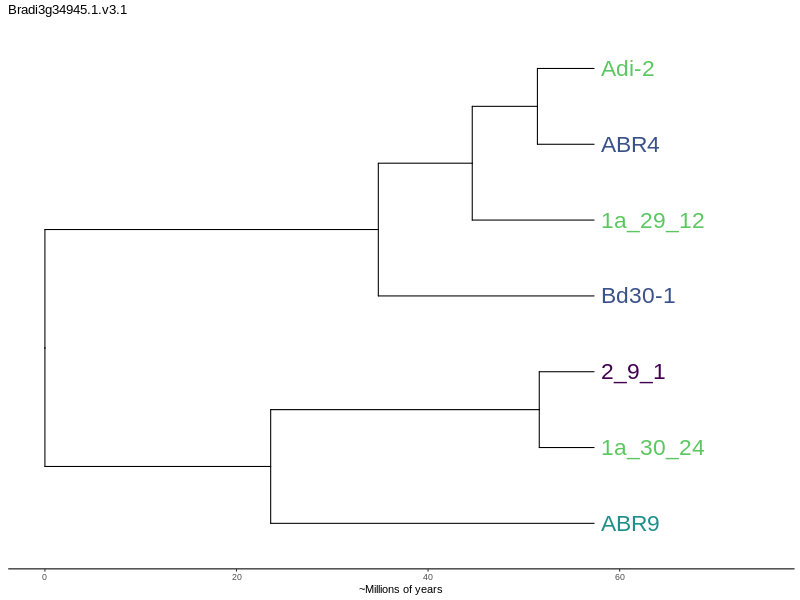 Bradi3g34945.1.v3.1
Adi-2
ABR4
1a_29_12
Bd30-1
2_9_1
1a_30_24
ABR9
0 20 40 60
~Millions of years